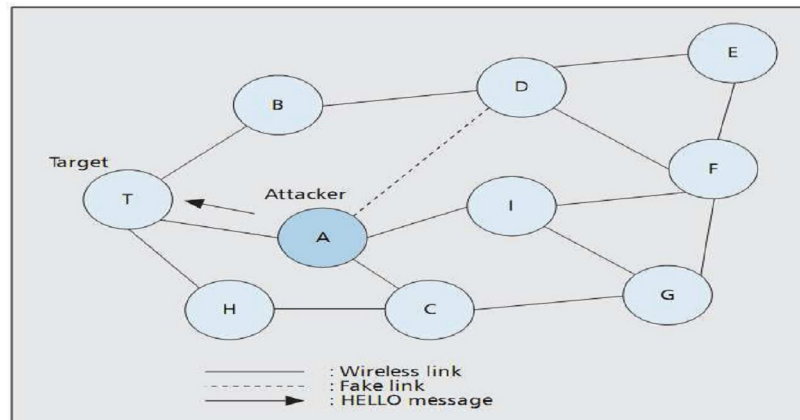 E
D
B
Target
F
T
Attacker
I
A
H
C
G
: Wireless link
: Fake link
: HELLO message